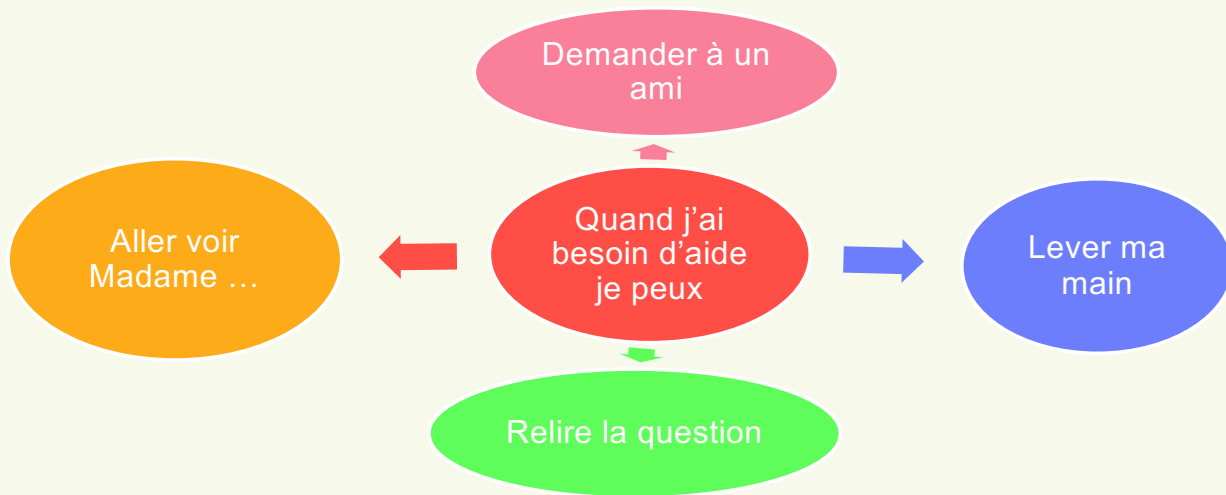 Demander à un
ami
Aller voir
Madame …
Quand j’ai
besoin d’aide
je peux
Lever ma
main
Relire la question